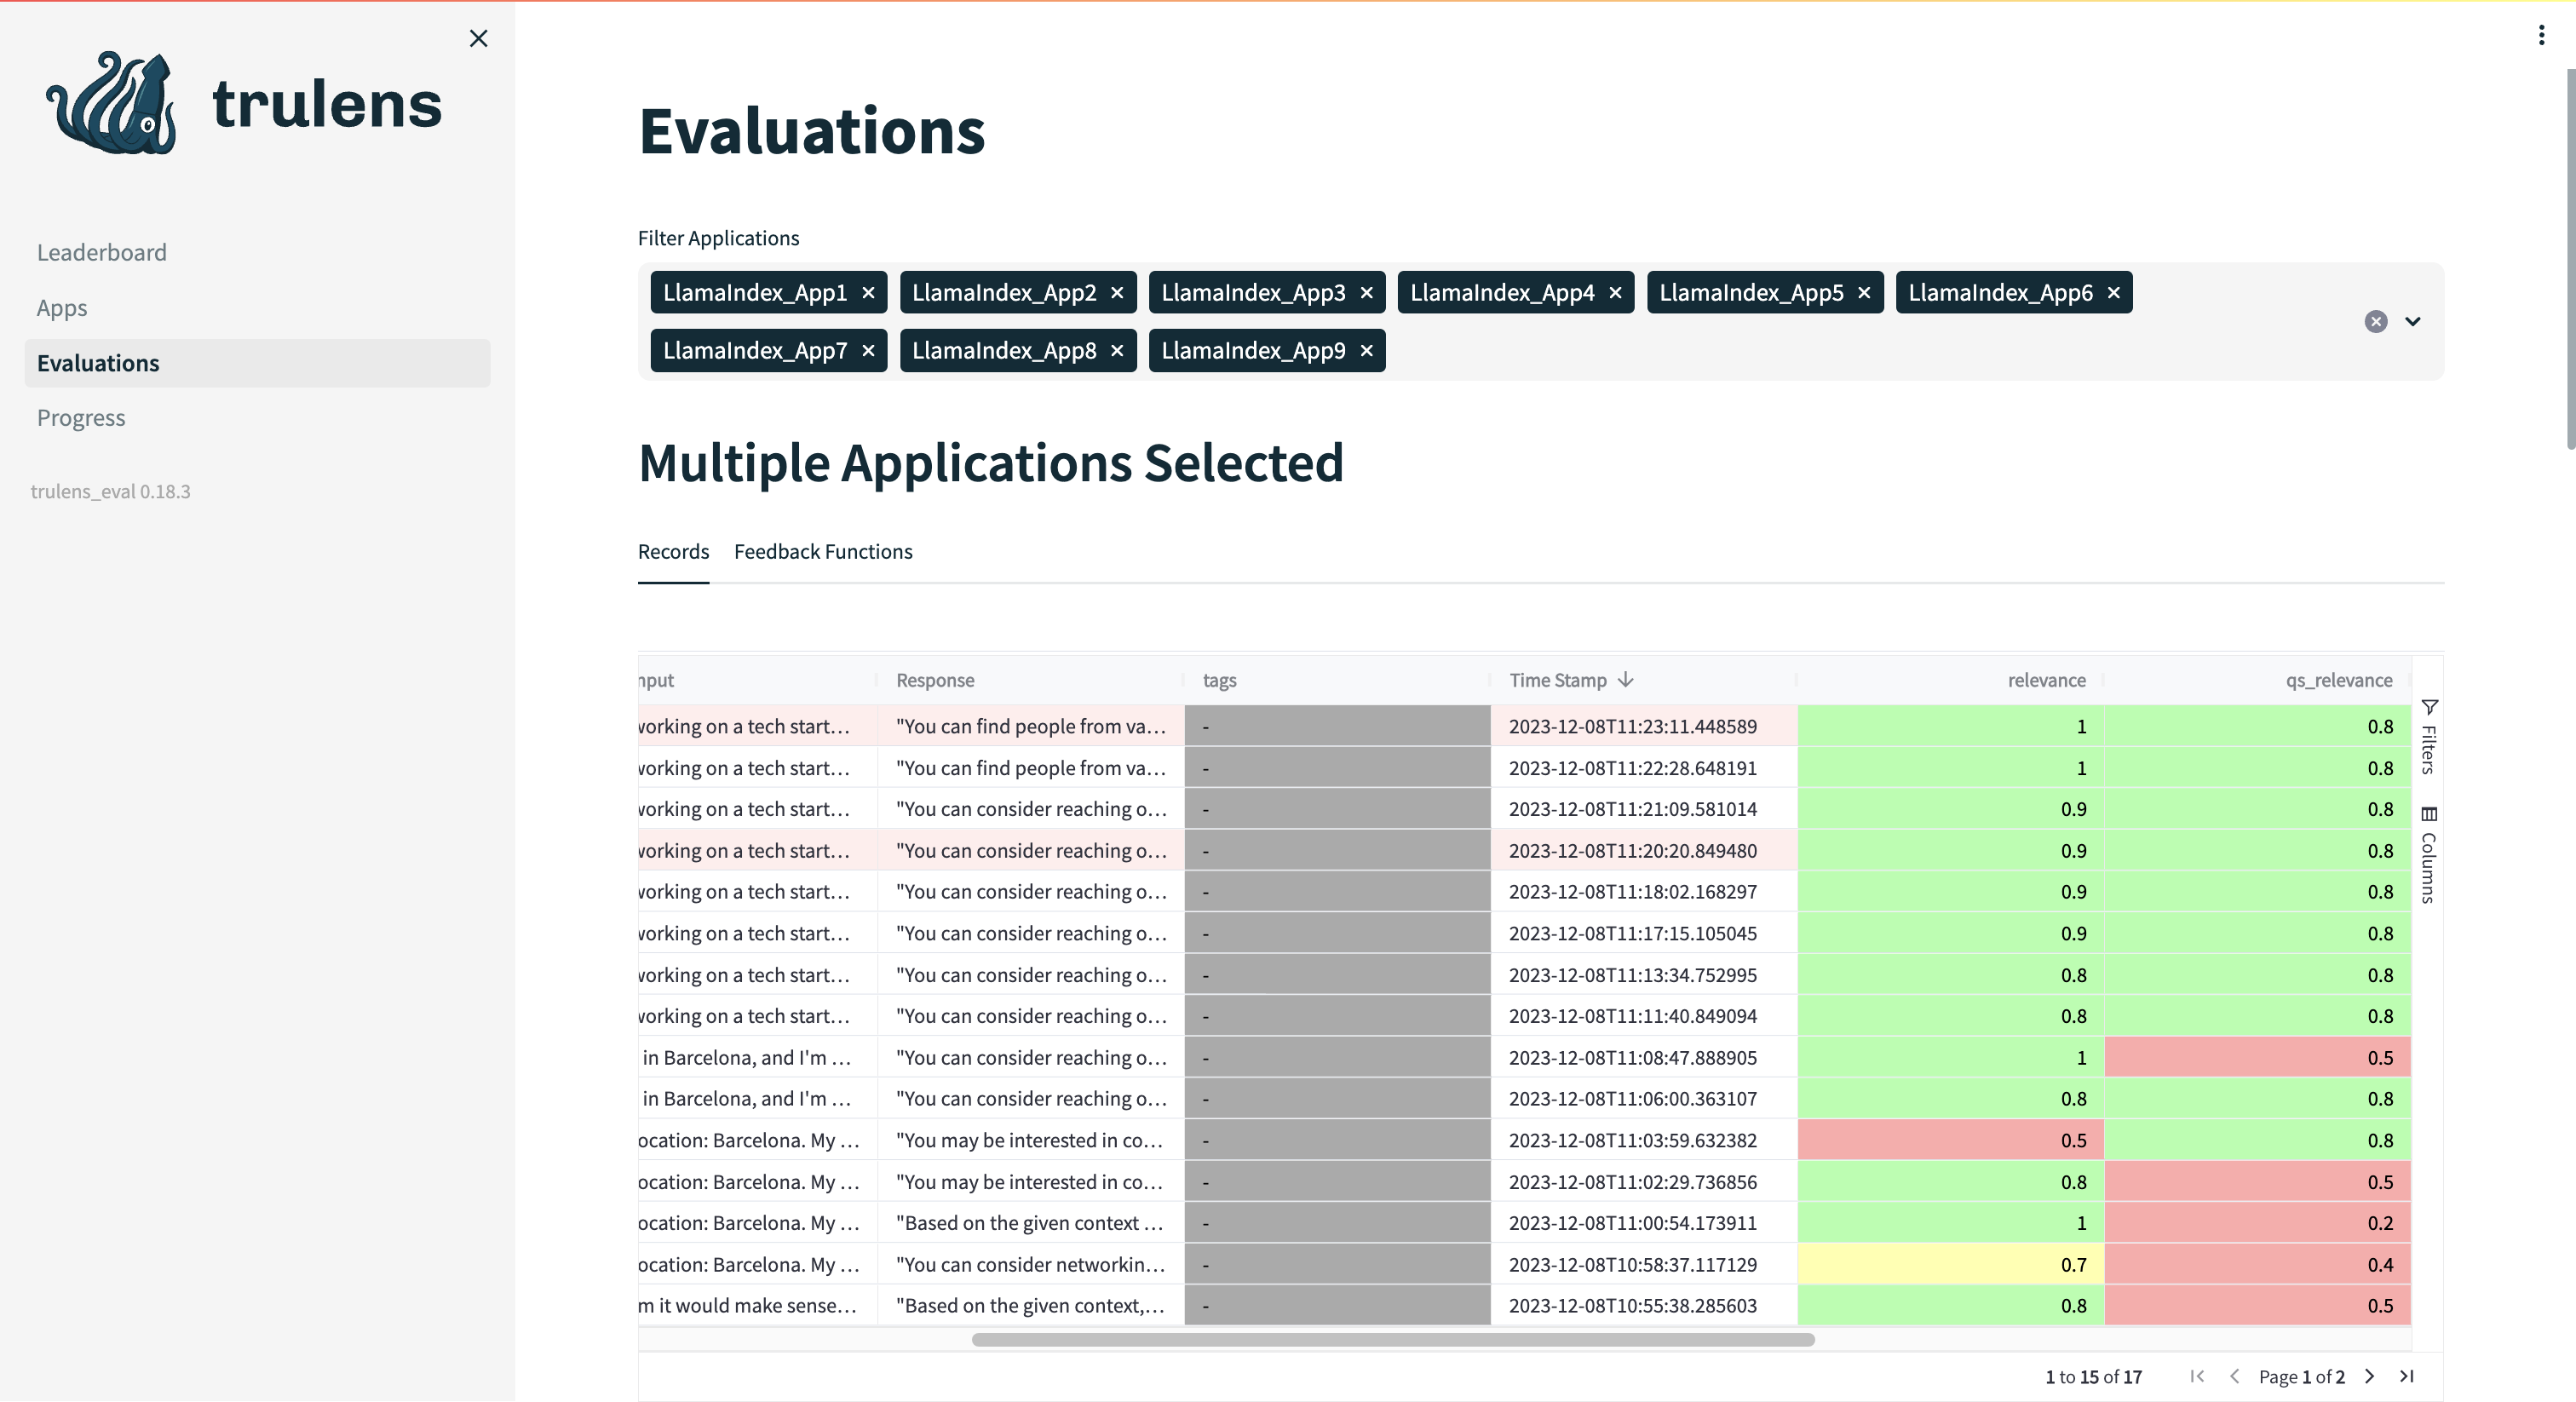 trulens
Leaderboard
Apps
Evaluations
Progress
trulens_eval 0.18.3
Evaluations
Filter Applications
LlamaIndex_App1 LlamaIndex_App2 LlamaIndex_App3 LlamaIndex_App4 LlamaIndex_App5 LlamaIndex_App6
LlamaIndex_App7 LlamaIndex_App8 LlamaIndex_App9
Multiple Applications Selected
Records Feedback Functions
nput Response tags Time Stamp relevance qs_relevance
working on a tech start... "You can find people from va... - 2023-12-08T11:23:11.448589 1 0.8
working on a tech start... "You can find people from va... - 2023-12-08T11:22:28.648191 1 0.8
working on a tech start... "You can consider reaching o... - 2023-12-08T11:21:09.581014 0.9 0.8
working on a tech start... "You can consider reaching o... - 2023-12-08T11:20:20.849480 0.9 0.8
working on a tech start... "You can consider reaching o... - 2023-12-08T11:18:02.168297 0.9 0.8
working on a tech start... "You can consider reaching o... - 2023-12-08T11:17:15.105045 0.9 0.8
working on a tech start... "You can consider reaching o... - 2023-12-08T11:13:34.752995 0.8 0.8
working on a tech start... "You can consider reaching o... - 2023-12-08T11:11:40.849094 0.8 0.8
in Barcelona, and I'm ... "You can consider reaching o... - 2023-12-08T11:08:47.888905 1 0.5
in Barcelona, and I'm ... "You can consider reaching o... - 2023-12-08T11:06:00.363107 0.8 0.8
ocation: Barcelona. My ... "You may be interested in co... - 2023-12-08T11:03:59.632382 0.5 0.8
ocation: Barcelona. My ... "You may be interested in co... - 2023-12-08T11:02:29.736856 0.8 0.5
ocation: Barcelona. My ... "Based on the given context ... - 2023-12-08T11:00:54.173911 1 0.2
ocation: Barcelona. My ... "You can consider networkin... - 2023-12-08T10:58:37.117129 0.7 0.4
m it would make sense... "Based on the given context,... - 2023-12-08T10:55:38.285603 0.8 0.5
Filters
Columns
1 to 15 of 17 Page 1 of 2